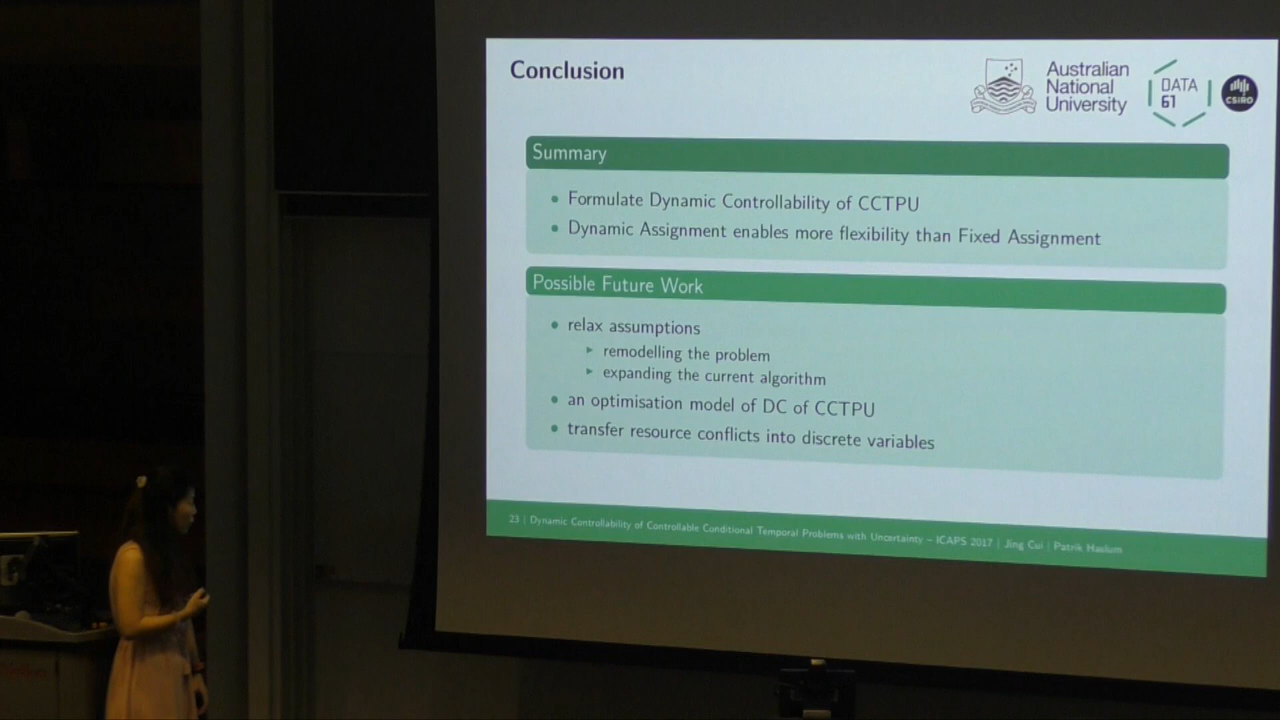 Conclusion
Australian
National
University
DATA
61
CSIRO
Summary
Formulate Dynamic Controllability of CCTPU
Dynamic Assignment enables more flexibility than Fixed Assignment
Possible Future Work
relax assumptions
remodelling the problem
expanding the current algorithm
an optimisation model of DC of CCTPU
transfer resource conflicts into discrete variables
23 | Dynamic Controllability of Controllable Conditional Temporal Problems with Uncertainty – ICAPS 2017 | Jing Cui | Patrik Haslum